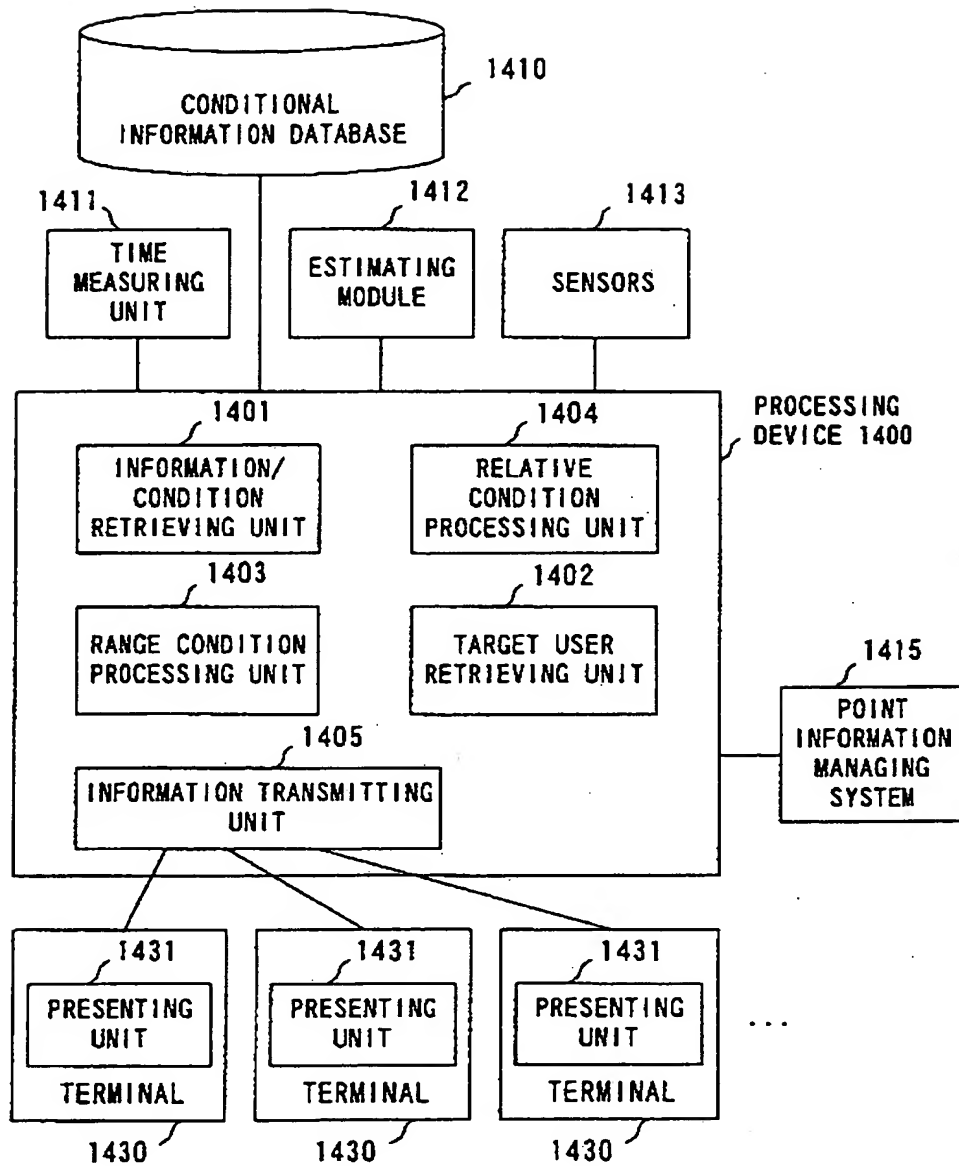 1410
CONDITIONAL
INFORMATION DATABASE
1411
1412
1413
TIME
MEASURING
UNIT
ESTIMATING
MODULE
SENSORS
PROCESSING
DEVICE 1400
1401
1404
INFORMATION/
CONDITION
RETRIEVING UNIT
RELATIVE
CONDITION
PROCESSING UNIT
1403
1402
RANGE CONDITION
PROCESSING UNIT
TARGET USER
RETRIEVING UNIT
1415
POINT
INFORMATION
MANAGING
SYSTEM
1405
INFORMATION TRANSMITTING
UNIT
1431
1431
1431
PRESENTING
UNIT
PRESENTING
UNIT
PRESENTING
UNIT
...
TERMINAL
TERMINAL
TERMINAL
1430
1430
1430